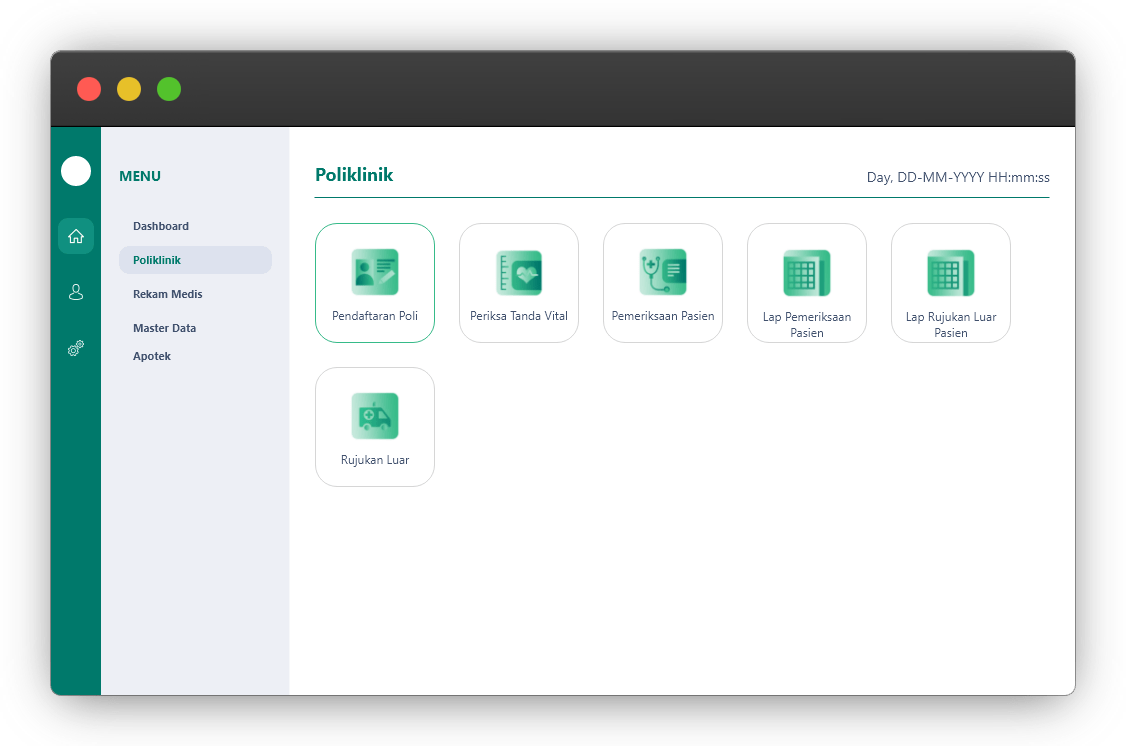 MENU
Dashboard
Poliklinik
Rekam Medis
Master Data
Apotek
Poliklinik
Day, DD-MM-YYYY HH:mm:ss
Pendaftaran Poli
Periksa Tanda Vital
Pemeriksaan Pasien
Lap Pemeriksaan
Pasien
Lap Rujukan Luar
Pasien
Rujukan Luar